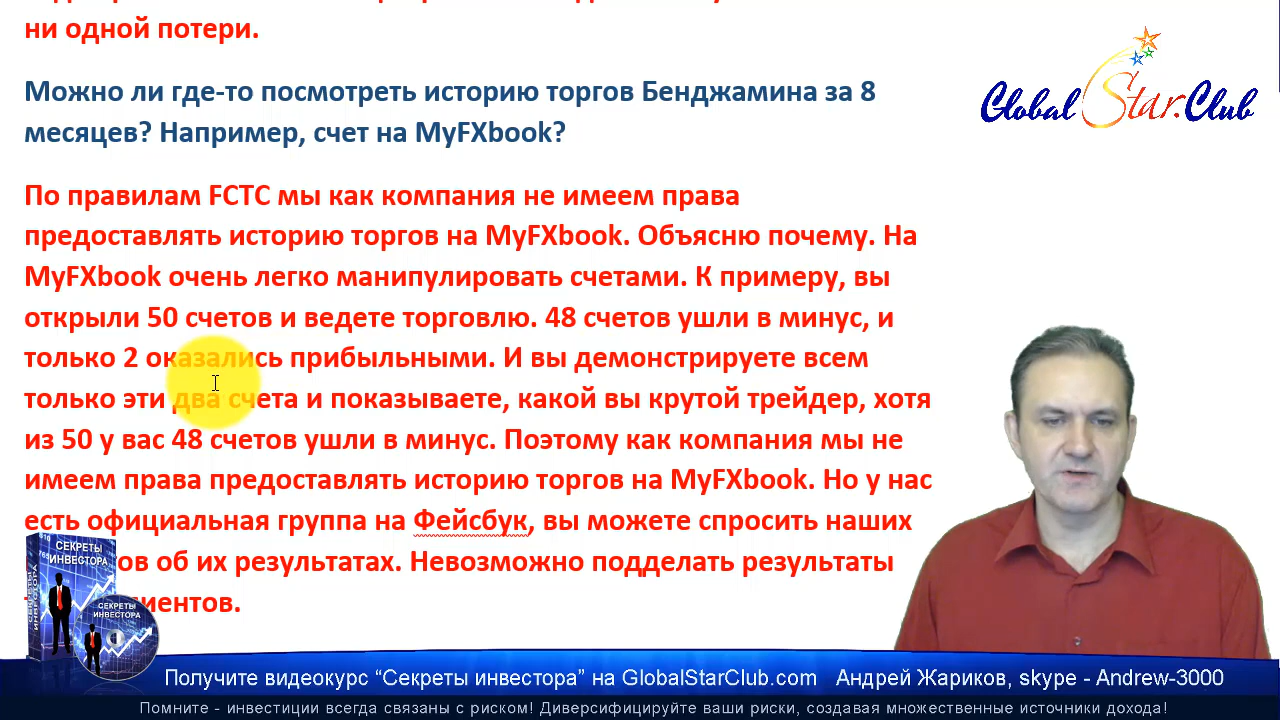 ни одной потери.
Можно ли где-то посмотреть историю торгов Бенджамина за 8
месяцев? Например, счет на MyFXbook?
По правилам FCTC мы как компания не имеем права
предоставлять историю торгов на MyFXbook. Объясню почему. На
MyFXbook очень легко манипулировать счетами. К примеру, вы
открыли 50 счетов и ведете торговлю. 48 счетов ушли в минус, и
только 2 оказались прибыльными. И вы демонстрируете всем
только эти два счета и показываете, какой вы крутой трейдер, хотя
из 50 у вас 48 счетов ушли в минус. Поэтому как компания мы не
имеем права предоставлять историю торгов на MyFXbook. Но у нас
есть официальная группа на Фейсбук, вы можете спросить наших
об их результатах. Невозможно подделать результаты
Global Star.Club
СЕКРЕТЫ
ИНВЕСТОРА
СЕКРЕТЫ
ИНВЕСТОРА
Получите видеокурс “Секреты инвестора” на GlobalStarClub.com Андрей Жариков, skype - Andrew-3000
Помните - инвестиции всегда связаны с риском! Диверсифицируйте ваши риски, создавая множественные источники дохода!